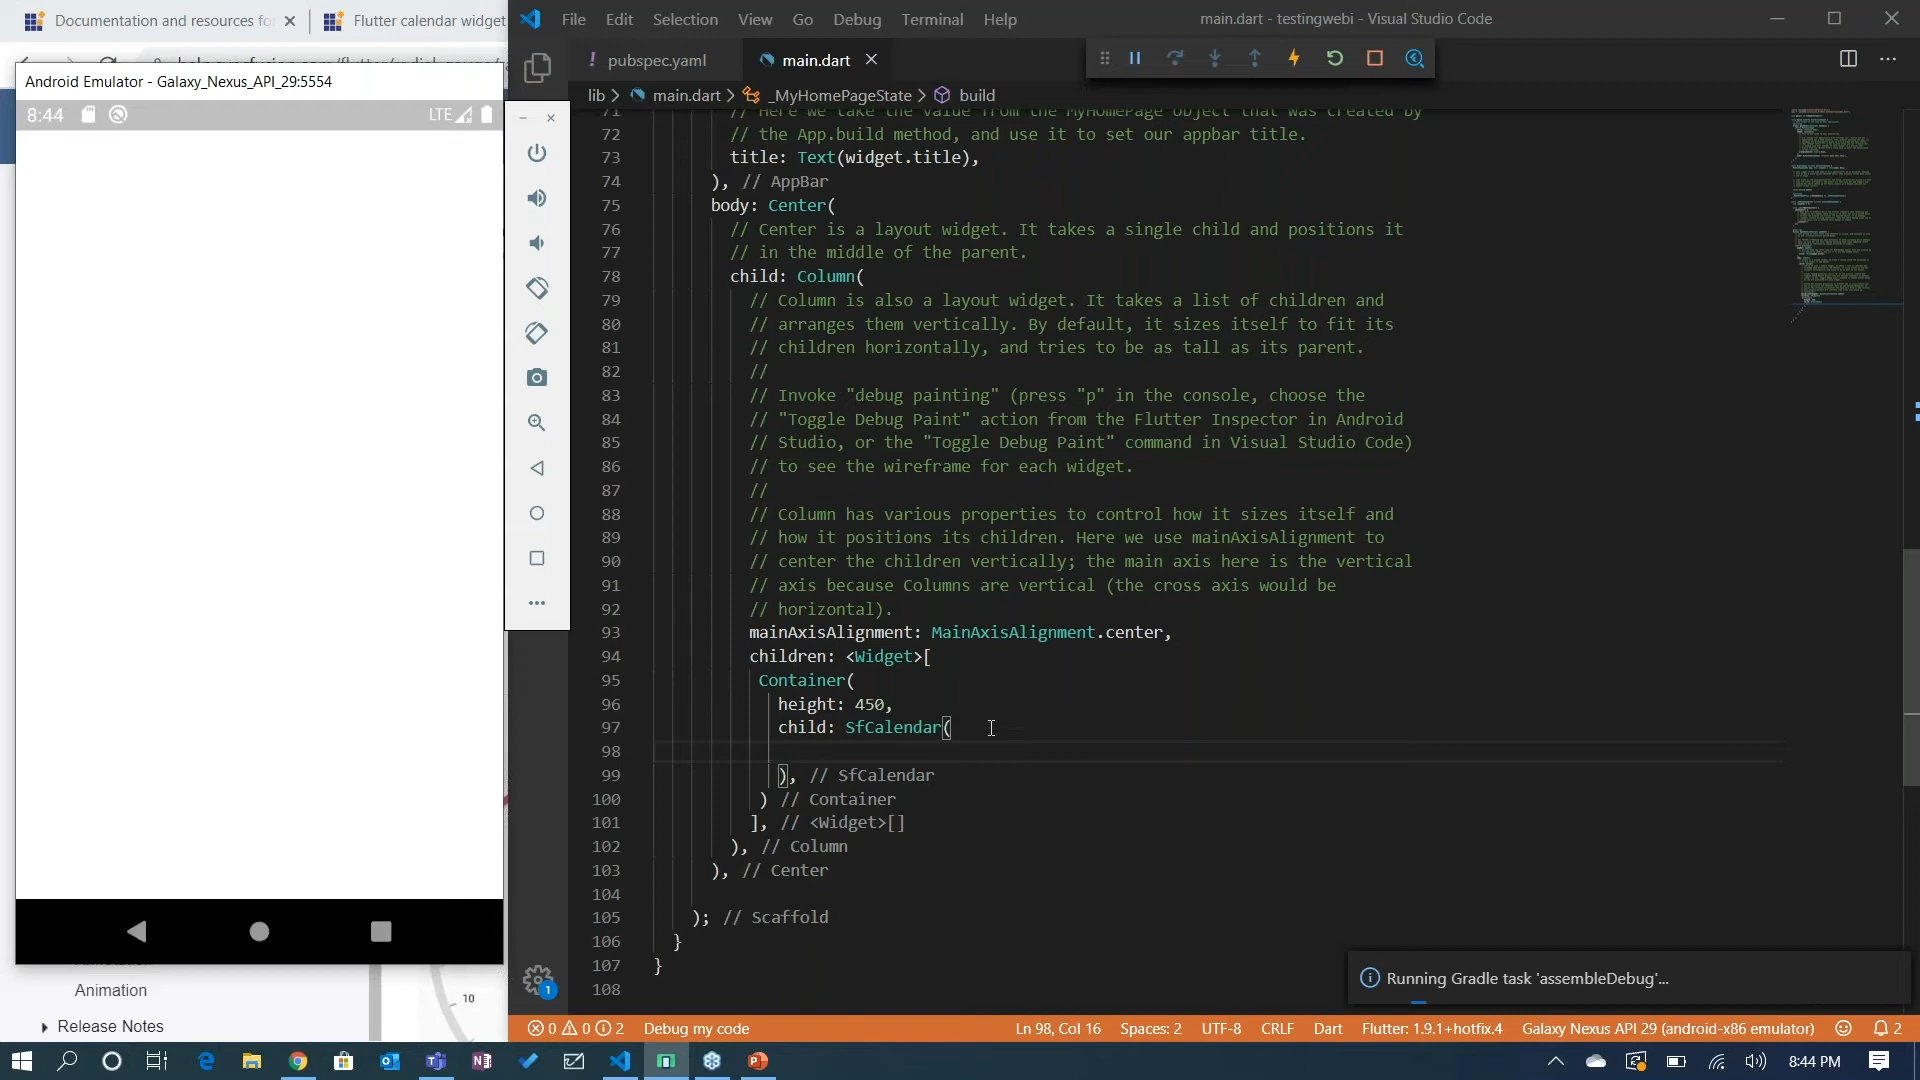 Documentation and resources fo
Flutter calendar widget
File Edit Selection View Go Debug Terminal Help
main.dart - testingwebi - Visual Studio Code
Android Emulator - Galaxy_Nexus_API_29:5554
8:44
LTE
! pubspec.yaml
main.dart
lib > main.dart > _MyHomePageState > build
71 // Here we take the value from the MyHomePage object that was created by
72 // the App.build method, and use it to set our appbar title.
73 title: Text(widget.title),
74 ), // AppBar
75 body: Center(
76 // Center is a layout widget. It takes a single child and positions it
77 // in the middle of the parent.
78 child: Column(
79 // Column is also a layout widget. It takes a list of children and
80 // arranges them vertically. By default, it sizes itself to fit its
81 // children horizontally, and tries to be as tall as its parent.
82 //
83 // Invoke "debug painting" (press "p" in the console, choose the
84 // "Toggle Debug Paint" action from the Flutter Inspector in Android
85 // Studio, or the "Toggle Debug Paint" command in Visual Studio Code)
86 // to see the wireframe for each widget.
87 //
88 // Column has various properties to control how it sizes itself and
89 // how it positions its children. Here we use mainAxisAlignment to
90 // center the children vertically; the main axis here is the vertical
91 // axis because Columns are vertical (the cross axis would be
92 // horizontal).
93 mainAxisAlignment: MainAxisAlignment.center,
94 children: <Widget>[
95 Container(
96 height: 450,
97 child: SfCalendar(
98
99 ), // SfCalendar
100 ) // Container
101 ], // <Widget>[]
102 ), // Column
103 ), // Center
104
105 ); // Scaffold
106 }
107 }
108
Animation
Release Notes
10
1
Running Gradle task 'assembleDebug'...
0 0 2 Debug my code
Ln 98, Col 16 Spaces: 2 UTF-8 CRLF Dart Flutter: 1.9.1+hotfix.4 Galaxy Nexus API 29 (android-x86 emulator) 2
8:44 PM